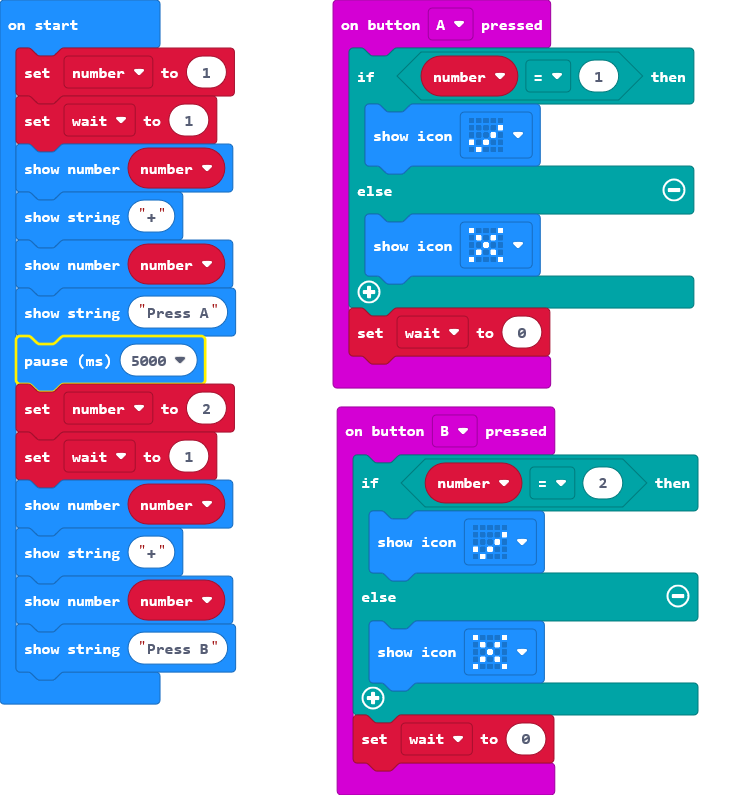 on start
set number to 1
set wait to 1
show number number
show string "+"
show number number
show string "Press A"
pause (ms) 5000
set number to 2
set wait to 1
show number number
show string "+"
show number number
show string "Press B"
on button A pressed
if number = 1 then
show icon
else
show icon
set wait to 0
on button B pressed
if number = 2 then
show icon
else
show icon
set wait to 0